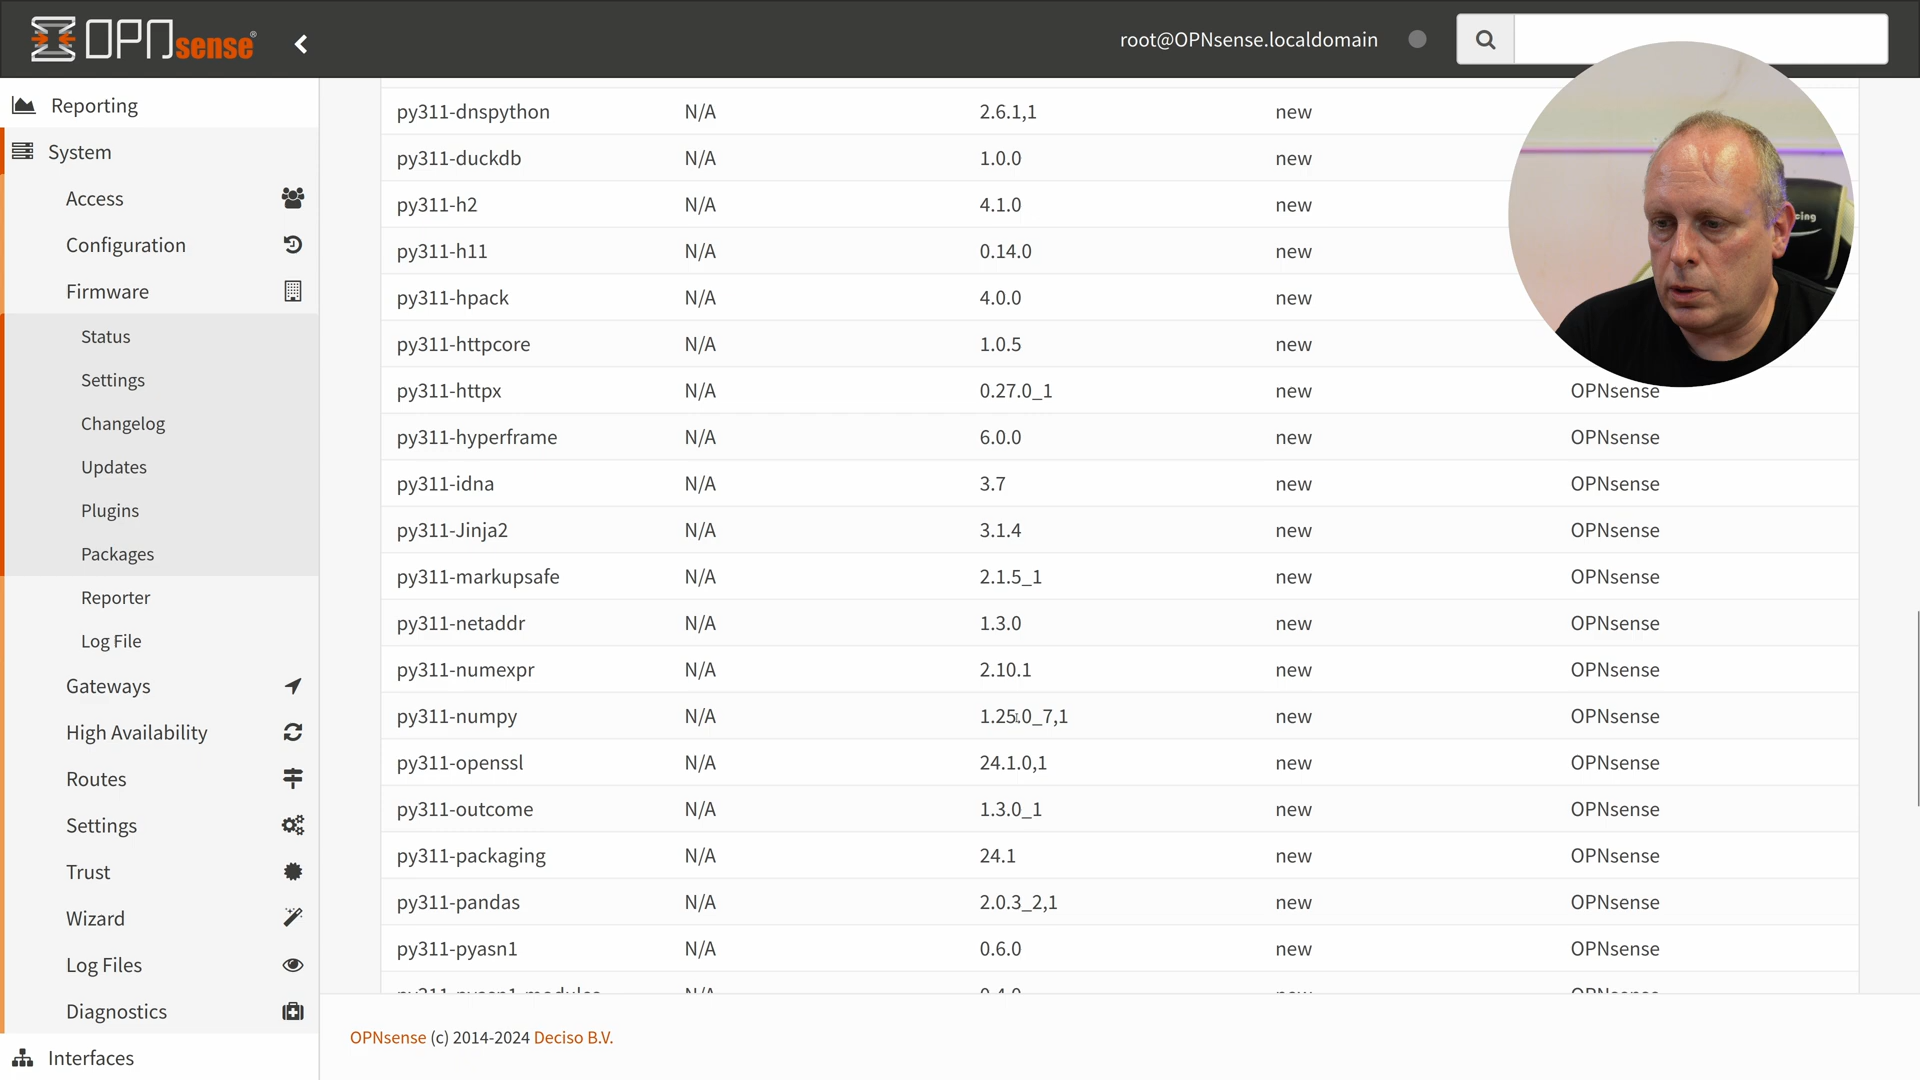 OPNsense®
root@OPNsense.localdomain
Reporting
System
Access
Configuration
Firmware
Status
Settings
Changelog
Updates
Plugins
Packages
Reporter
Log File
Gateways
High Availability
Routes
Settings
Trust
Wizard
Log Files
Diagnostics
Interfaces
py311-dnspython N/A 2.6.1,1 new
py311-duckdb N/A 1.0.0 new
py311-h2 N/A 4.1.0 new
py311-h11 N/A 0.14.0 new
py311-hpack N/A 4.0.0 new
py311-httpcore N/A 1.0.5 new
py311-httpx N/A 0.27.0_1 new OPNsense
py311-hyperframe N/A 6.0.0 new OPNsense
py311-idna N/A 3.7 new OPNsense
py311-Jinja2 N/A 3.1.4 new OPNsense
py311-markupsafe N/A 2.1.5_1 new OPNsense
py311-netaddr N/A 1.3.0 new OPNsense
py311-numexpr N/A 2.10.1 new OPNsense
py311-numpy N/A 1.25.0_7,1 new OPNsense
py311-openssl N/A 24.1.0,1 new OPNsense
py311-outcome N/A 1.3.0_1 new OPNsense
py311-packaging N/A 24.1 new OPNsense
py311-pandas N/A 2.0.3_2,1 new OPNsense
py311-pyasn1 N/A 0.6.0 new OPNsense
py311-pyasn1-modules N/A 0.4.0 new OPNsense
OPNsense (c) 2014-2024 Deciso B.V.